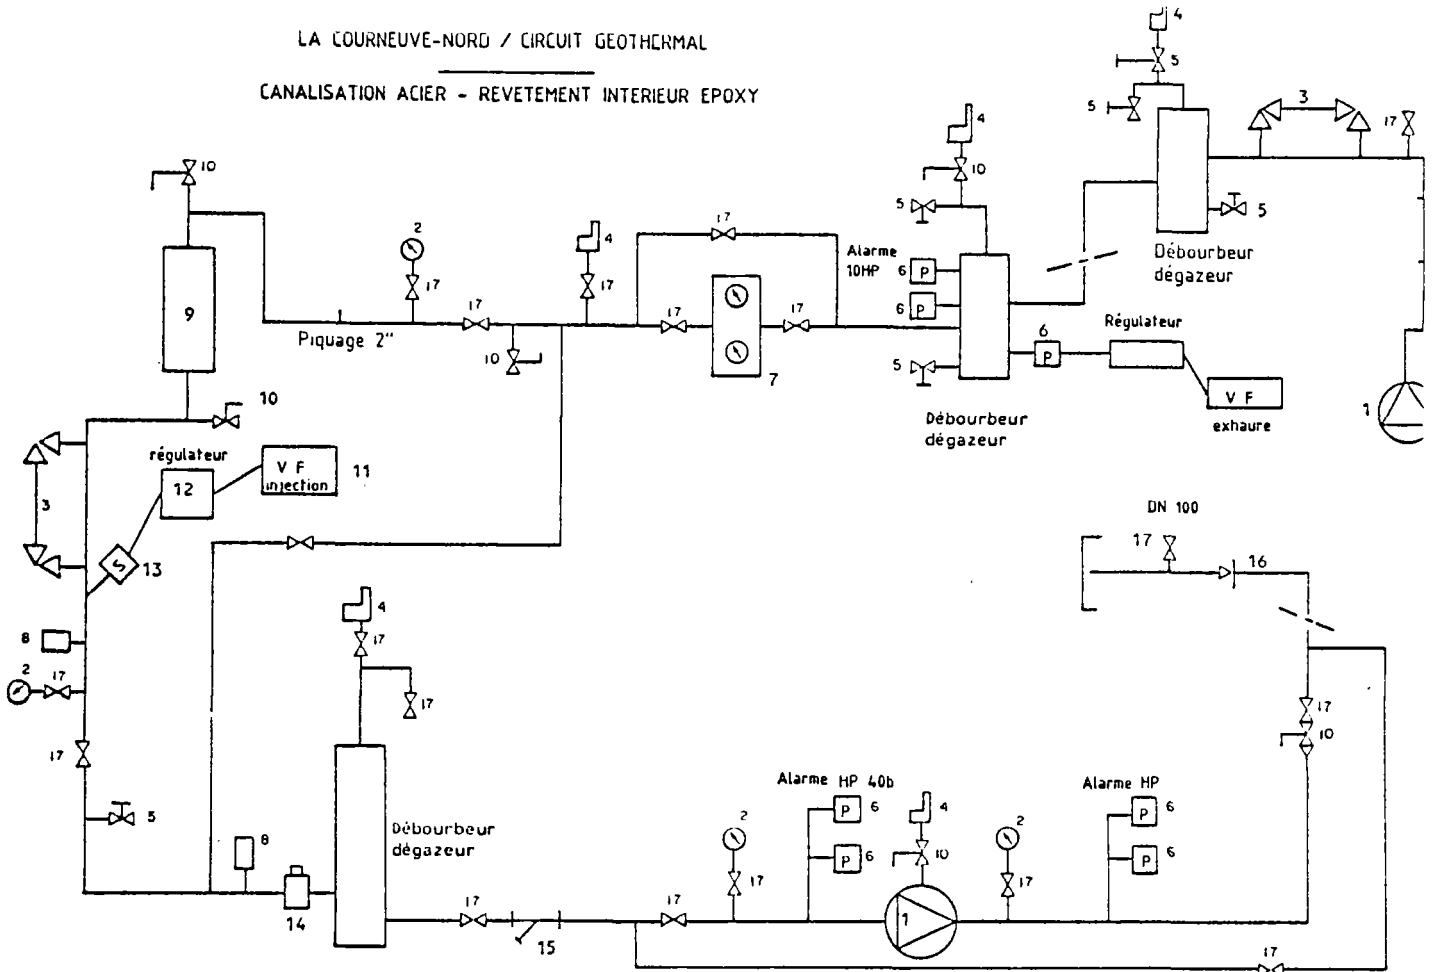 LA COURNEUVE-NORD / CIRCUIT GEOTHERMAL
CANALISATION ACIER - REVETEMENT INTERIEUR EPOXY
4
5
5
3
17
5
Débourbeur
dégazeur
4
10
5
Alarme
10HP
6 P
6 P
5
Débourbeur
dégazeur
6
P
Régulateur
V F
exhaure
1
10
9
10
2
17
17
Piquage 2"
4
17
10
17
17
17
7
régulateur
12
V F
injection
11
3
S
13
8
2
17
17
5
8
14
4
17
17
Débourbeur
dégazeur
17
15
17
2
17
Alarme HP 40b
P 6
P 6
4
10
1
2
17
Alarme HP
P 6
P 6
DN 100
17
16
17
10
17